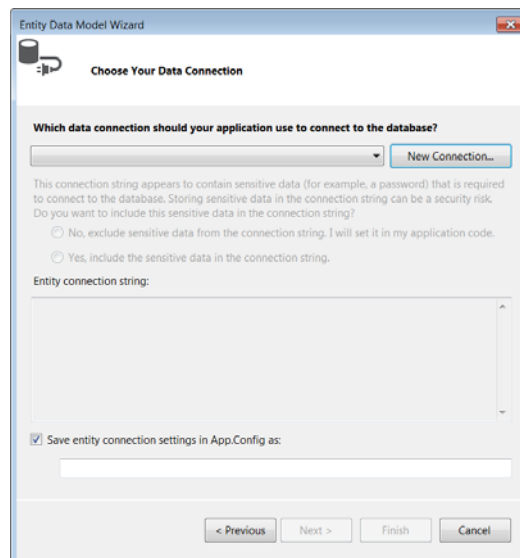 Entity Data Model Wizard
Choose Your Data Connection
Which data connection should your application use to connect to the database?
New Connection...
This connection string appears to contain sensitive data (for example, a password) that is required
to connect to the database. Storing sensitive data in the connection string can be a security risk.
Do you want to include this sensitive data in the connection string?
No, exclude sensitive data from the connection string. I will set it in my application code.
Yes, include the sensitive data in the connection string.
Entity connection string:
Save entity connection settings in App.Config as:
< Previous
Next >
Finish
Cancel